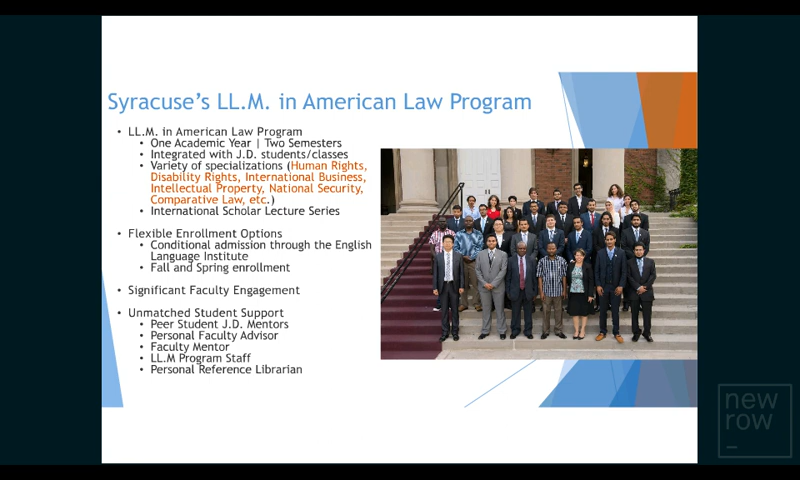 Syracuse's LL.M. in American Law Program
• LL.M. in American Law Program
• One Academic Year | Two Semesters
• Integrated with J.D. students/classes
• Variety of specializations (Human Rights,
Disability Rights, International Business,
Intellectual Property, National Security,
Comparative Law, etc.)
• International Scholar Lecture Series
• Flexible Enrollment Options
• Conditional admission through the English
Language Institute
• Fall and Spring enrollment
• Significant Faculty Engagement
• Unmatched Student Support
• Peer Student J.D. Mentors
• Personal Faculty Advisor
• Faculty Mentor
• LL.M Program Staff
• Personal Reference Librarian
new
row